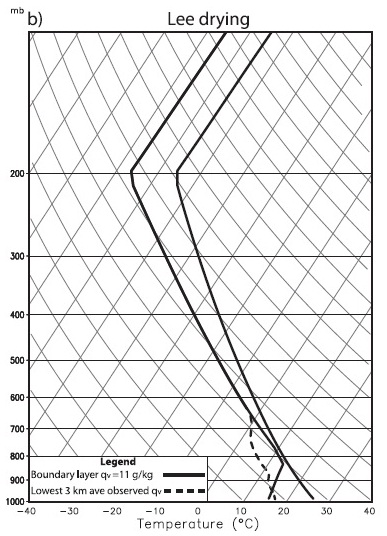 mb
b)
Lee drying
200
300
400
500
600
700
800
900
1000
Legend
Boundary layer qv=11 g/kg
Lowest 3 km ave observed qv
-40 -30 -20 -10 0 10 20 30 40
Temperature (°C)